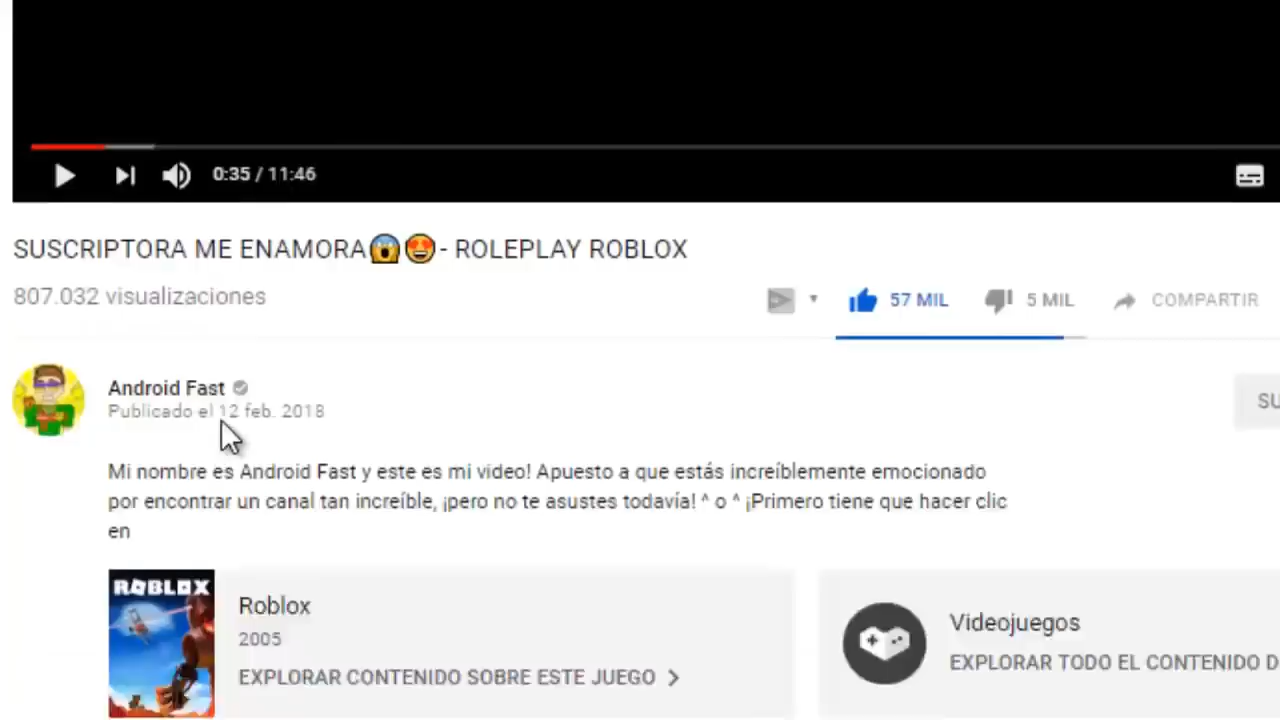 0:35 / 11:46
SUSCRIPTORA ME ENAMORA😱😍- ROLEPLAY ROBLOX
807.032 visualizaciones
57 MIL
5 MIL
COMPARTIR
Android Fast
SU
Publicado el 12 feb. 2018
Mi nombre es Android Fast y este es mi video! Apuesto a que estás increíblemente emocionado
por encontrar un canal tan increíble, ¡pero no te asustes todavía! ^ o ^ ¡Primero tiene que hacer clic
en
ROBLOX
Roblox
2005
EXPLORAR CONTENIDO SOBRE ESTE JUEGO
Videojuegos
EXPLORAR TODO EL CONTENIDO D